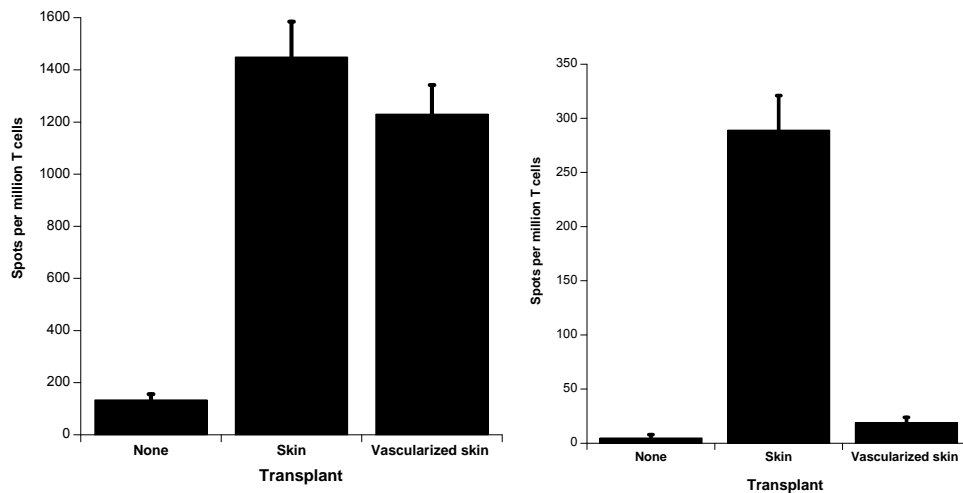 Spots per million T cells
1600
1400
1200
1000
800
600
400
200
0
None Skin Vascularized skin
Transplant
Spots per million T cells
350
300
250
200
150
100
50
0
None Skin Vascularized skin
Transplant